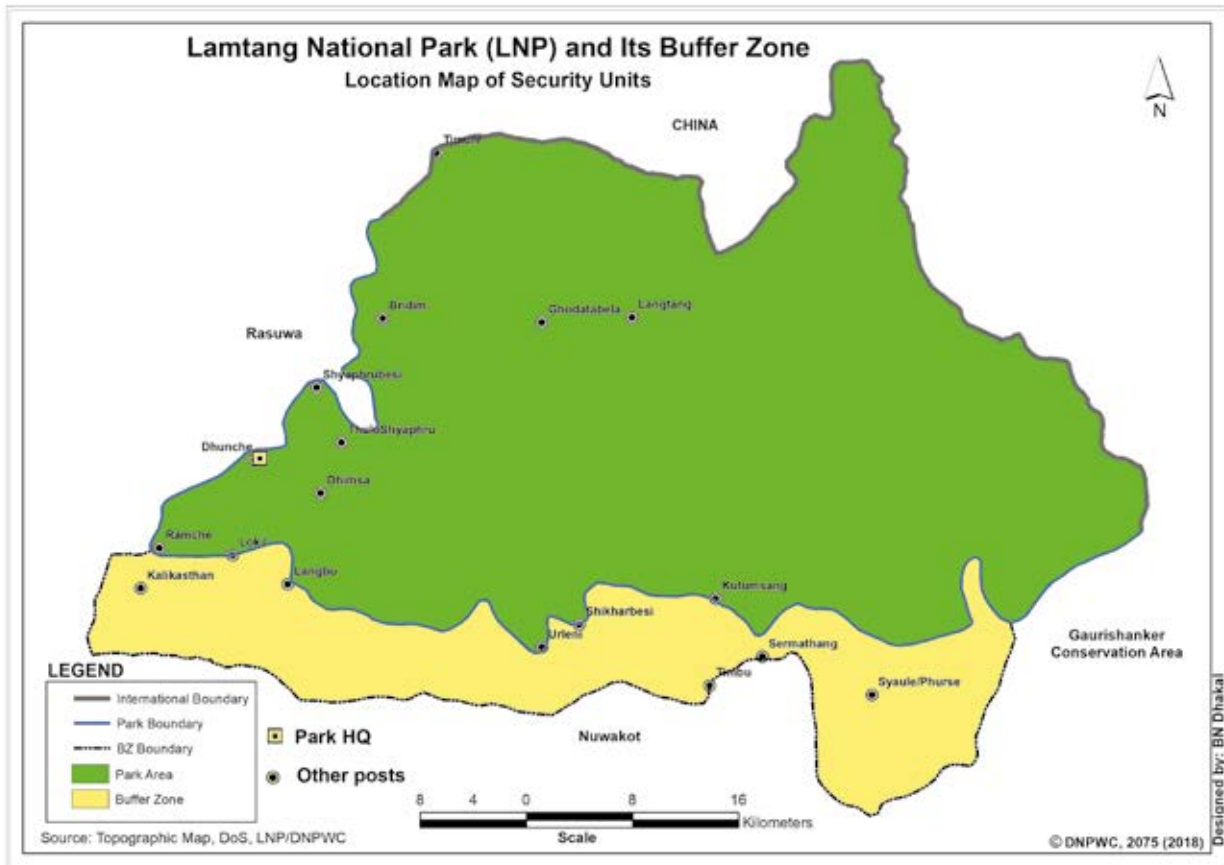 Lamtang National Park (LNP) and Its Buffer Zone
Location Map of Security Units
N
CHINA
Bridim
Ghodatabela
Langtang
Rasuwa
Shyaphrubesi
ThuloShyaphru
Dhunche
Dhimsa
Ramche
Kalikasthan
Langbu
Kutumsang
Shikharbesi
Urleni
Sermathang
Gaurishanker
Conservation Area
Timbu
Syaule/Phurse
Nuwakot
LEGEND
International Boundary
Park Boundary
BZ Boundary
Park Area
Buffer Zone
Park HQ
Other posts
8 4 0 8 16
Kilometers
Scale
Source: Topographic Map, DoS, LNP/DNPWC
© DNPWC, 2075 (2018)
Designed by: BN Dhakal